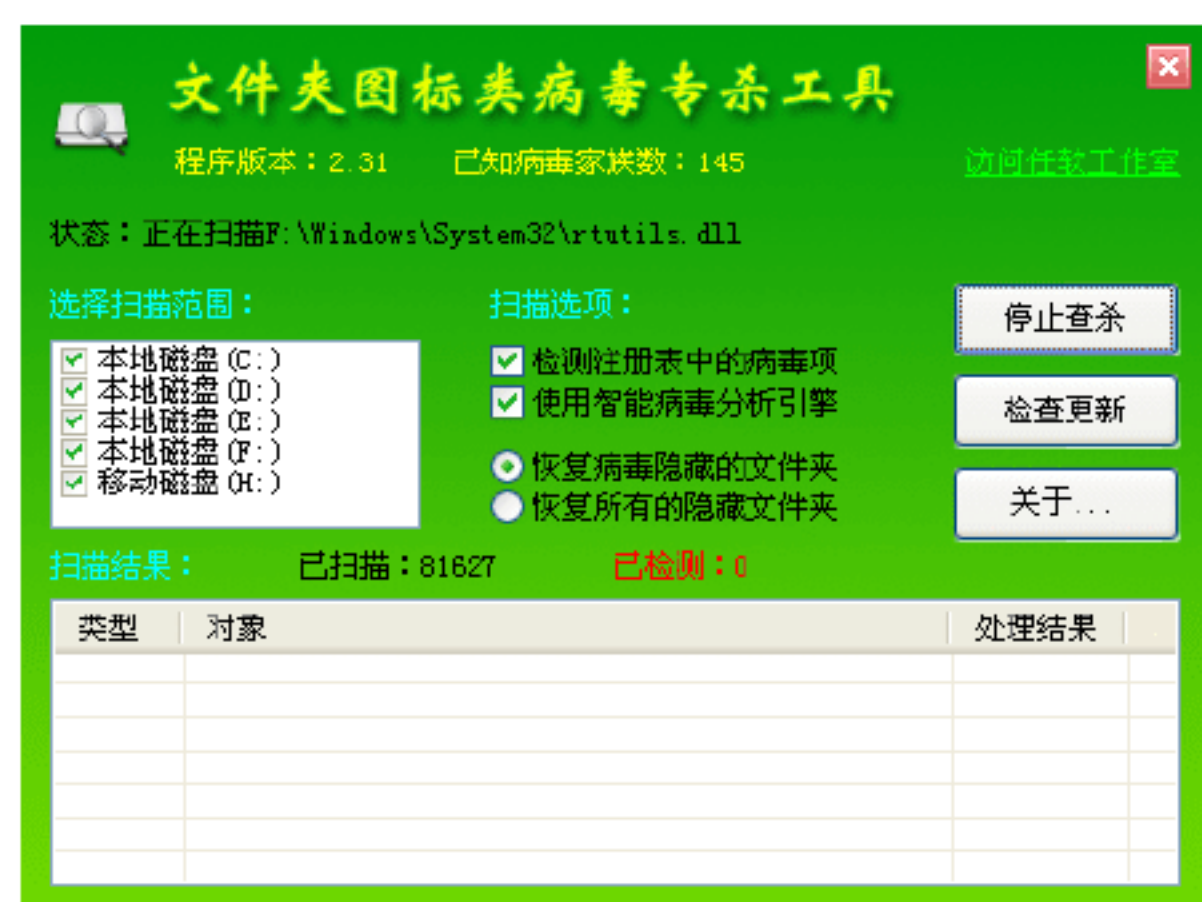 文件夹图标类病毒专杀工具
程序版本：2.31 已知病毒家族数：145 访问任软工作室
状态：正在扫描F:\Windows\System32\rtutils.dll
选择扫描范围： 扫描选项：
停止查杀
本地磁盘(C:) 检测注册表中的病毒项
本地磁盘(D:)
使用智能病毒分析引擎 检查更新
本地磁盘(E:)
本地磁盘(F:)
恢复病毒隐藏的文件夹
移动磁盘(H:)
恢复所有的隐藏文件夹 关于...
扫描结果： 已扫描：81627 已检测：0
类型 对象 处理结果